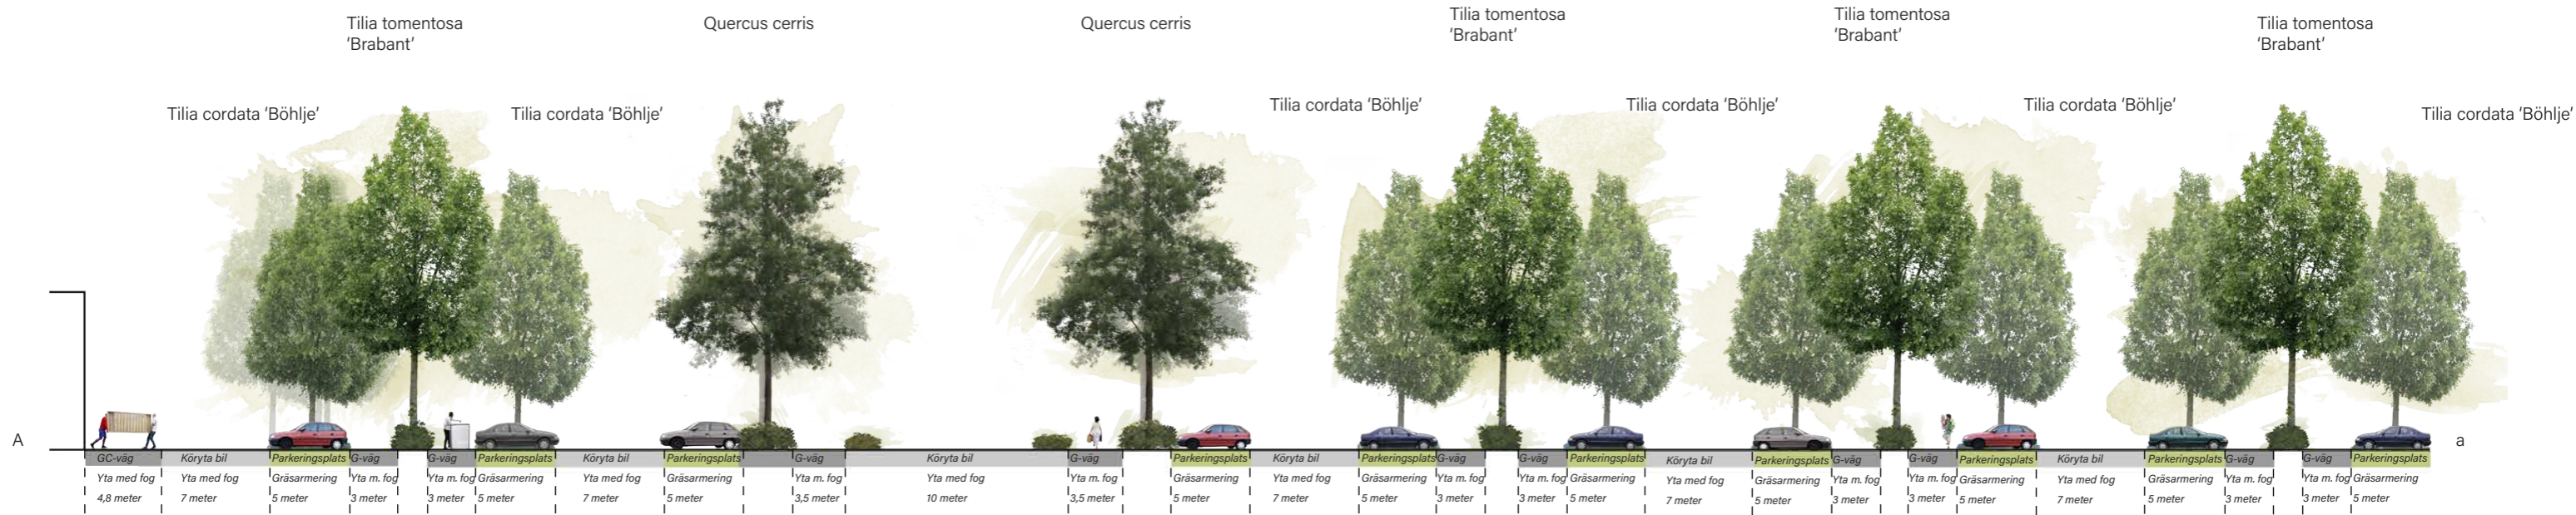 Tilia tomentosa
'Brabant'
Quercus cerris
Quercus cerris
Tilia tomentosa
'Brabant'
Tilia tomentosa
'Brabant'
Tilia tomentosa
'Brabant'
Tilia cordata 'Böhlje'
Tilia cordata 'Böhlje'
Tilia cordata 'Böhlje'
Tilia cordata 'Böhlje'
Tilia cordata 'Böhlje'
Tilia cordata 'Böhlje'
A
a
GC-väg Köryta bil Parkeringsplats G-väg G-väg Parkeringsplats Köryta bil Parkeringsplats G-väg Köryta bil G-väg Parkeringsplats Köryta bil Parkeringsplats G-väg G-väg Parkeringsplats Köryta bil Parkeringsplats G-väg G-väg Parkeringsplats Köryta bil Parkeringsplats G-väg G-väg Parkeringsplats
Yta med fog Yta med fog Gräsarmering Yta m. fog Yta m. fog Gräsarmering Yta med fog Gräsarmering Yta m. fog Yta med fog Yta m. fog Gräsarmering Yta med fog Gräsarmering Yta m. fog Yta m. fog Gräsarmering Yta med fog Gräsarmering Yta m. fog Yta m. fog Gräsarmering Yta med fog Gräsarmering Yta m. fog Yta m. fog Gräsarmering
4,8 meter 7 meter 5 meter 3 meter 3 meter 5 meter 7 meter 5 meter 3,5 meter 10 meter 3,5 meter 5 meter 7 meter 5 meter 3 meter 3 meter 5 meter 7 meter 5 meter 3 meter 3 meter 5 meter 7 meter 5 meter 3 meter 3 meter 5 meter